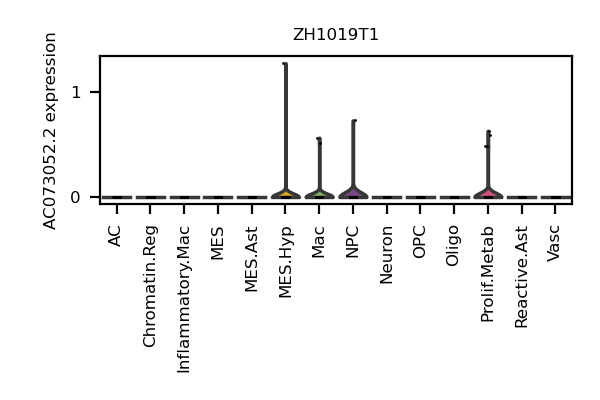 ZH1019T1
AC073052.2 expression
1
0
AC
Chromatin.Reg
Inflammatory.Mac
MES
MES.Ast
MES.Hyp
Mac
NPC
Neuron
OPC
Oligo
Prolif.Metab
Reactive.Ast
Vasc